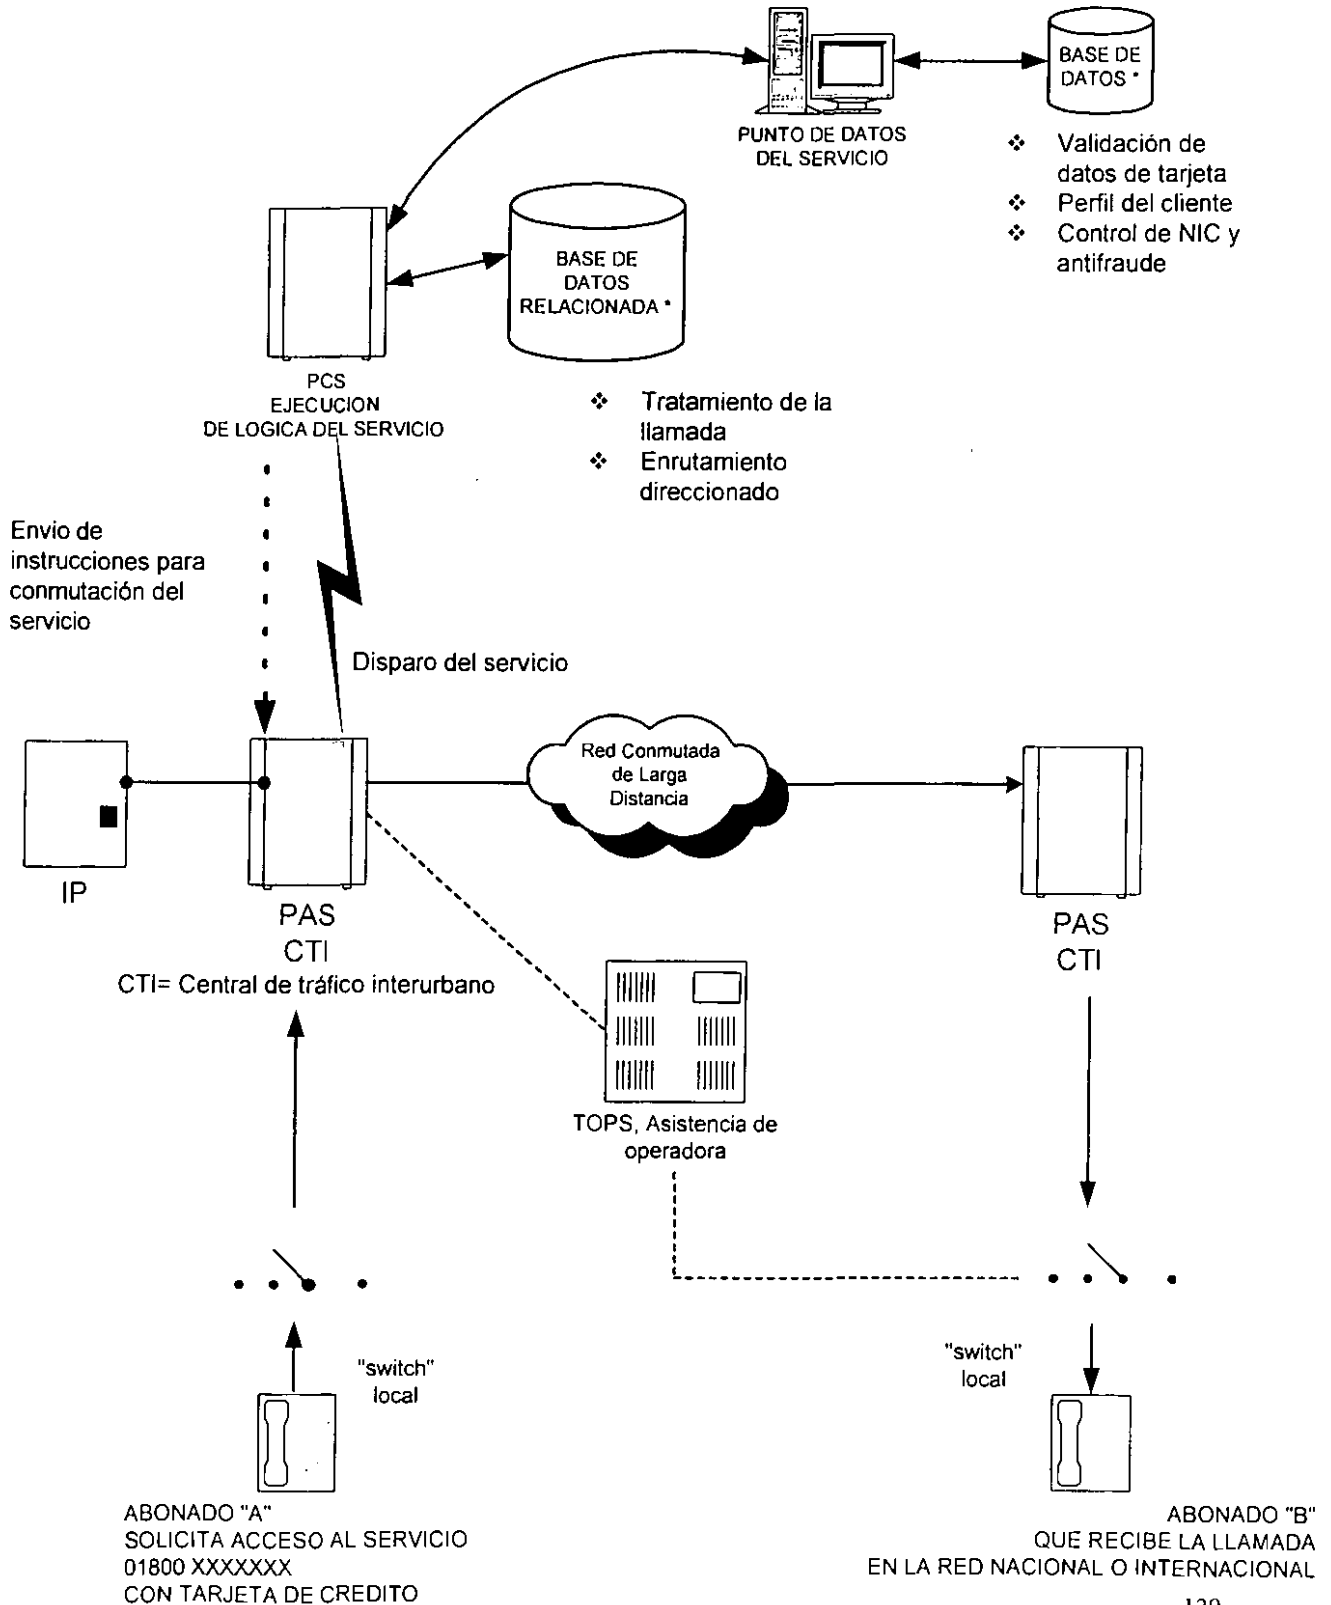 BASE DE
DATOS *
PUNTO DE DATOS
DEL SERVICIO
❖ Validación de
datos de tarjeta
❖ Perfil del cliente
❖ Control de NIC y
antifraude
BASE DE
DATOS
RELACIONADA *
PCS
EJECUCION
DE LOGICA DEL SERVICIO
❖ Tratamiento de la
llamada
❖ Enrutamiento
direccionado
Envio de
instrucciones para
conmutación del
servicio
Disparo del servicio
Red Conmutada
de Larga
Distancia
IP
PAS
CTI
CTI= Central de tráfico interurbano
PAS
CTI
TOPS, Asistencia de
operadora
"switch"
local
"switch"
local
ABONADO "A"
SOLICITA ACCESO AL SERVICIO
01800 XXXXXXX
CON TARJETA DE CREDITO
ABONADO "B"
QUE RECIBE LA LLAMADA
EN LA RED NACIONAL O INTERNACIONAL